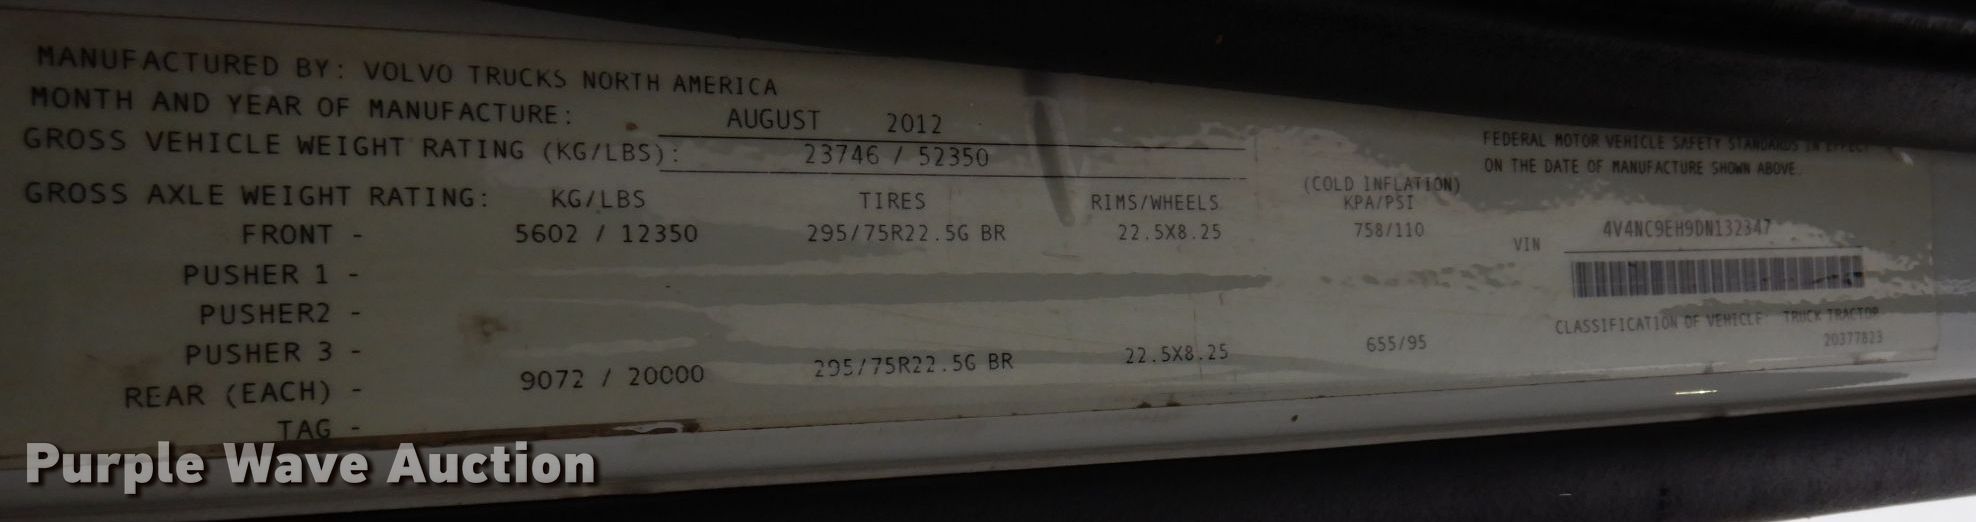 MANUFACTURED BY: VOLVO TRUCKS NORTH AMERICA
MONTH AND YEAR OF MANUFACTURE: AUGUST 2012
GROSS VEHICLE WEIGHT RATING (KG/LBS): 23746 / 52350
FEDERAL MOTOR VEHICLE SAFETY STANDARDS IN EFFECT
ON THE DATE OF MANUFACTURE SHOWN ABOVE.
GROSS AXLE WEIGHT RATING: KG/LBS TIRES RIMS/WHEELS (COLD INFLATION) KPA/PSI
FRONT - 5602 / 12350 295/75R22.5G BR 22.5X8.25 758/110
VIN 4V4NC9EH9DN132347
PUSHER 1 -
PUSHER2 -
PUSHER 3 -
REAR (EACH) - 9072 / 20000 295/75R22.5G BR 22.5X8.25 655/95
CLASSIFICATION OF VEHICLE TRUCK TRACTOR
20377823
TAG -
Purple Wave Auction